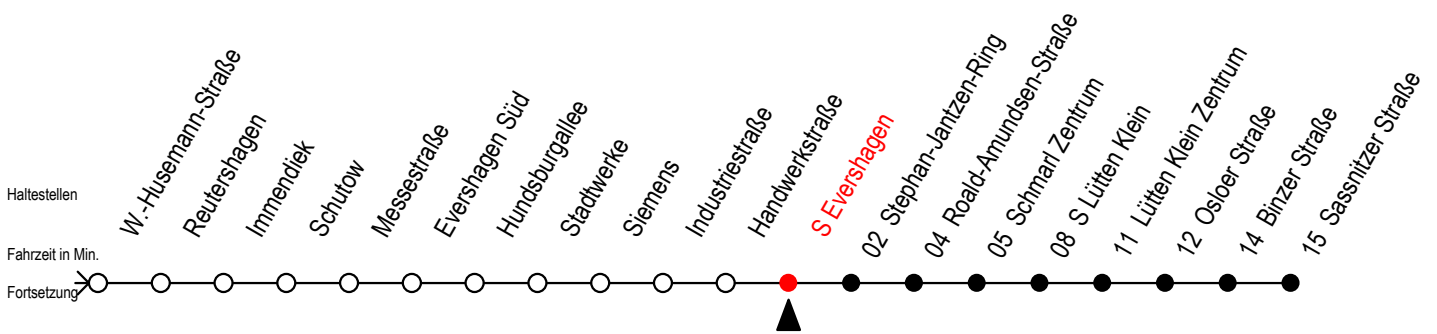 Haltestellen
Fahrzeit in Min.
Fortsetzung
W.-Husemann-Straße
Reutershagen
Immendiek
Schutow
Messestraße
Evershagen Süd
Hundsburgallee
Stadtwerke
Siemens
Industriestraße
Handwerkstraße
S Evershagen
02 Stephan-Jantzen-Ring
04 Roald-Amundsen-Straße
05 Schmarl Zentrum
08 S Lütten Klein
11 Lütten Klein Zentrum
12 Osloer Straße
14 Binzer Straße
15 Sassnitzer Straße